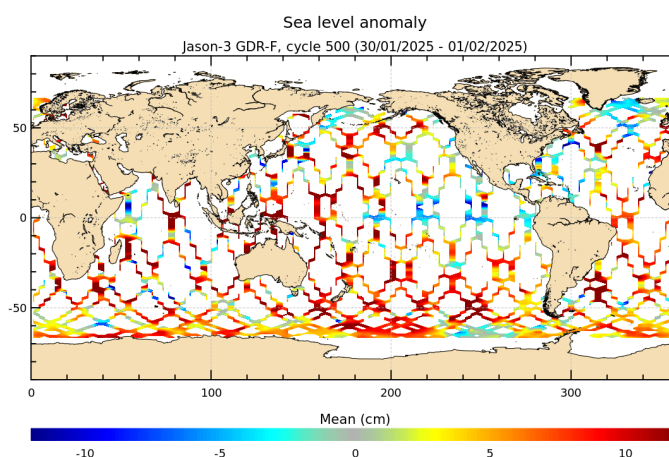 Sea level anomaly
Jason-3 GDR-F, cycle 500 (30/01/2025 - 01/02/2025)
50
0
-50
0 100 200 300
Mean (cm)
-10 -5 0 5 10